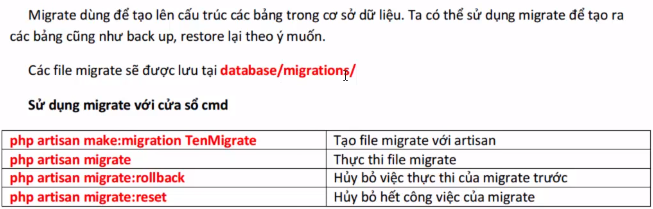 Migrate dùng để tạo lên cấu trúc các bảng trong cơ sở dữ liệu. Ta có thể sử dụng migrate để tạo ra
các bảng cũng như back up, restore lại theo ý muốn.
Các file migrate sẽ được lưu tại database/migrations/
Sử dụng migrate với cửa sổ cmd
php artisan make:migration TenMigrate Tạo file migrate với artisan
php artisan migrate Thực thi file migrate
php artisan migrate:rollback Hủy bỏ việc thực thi của migrate trước
php artisan migrate:reset Hủy bỏ hết công việc của migrate